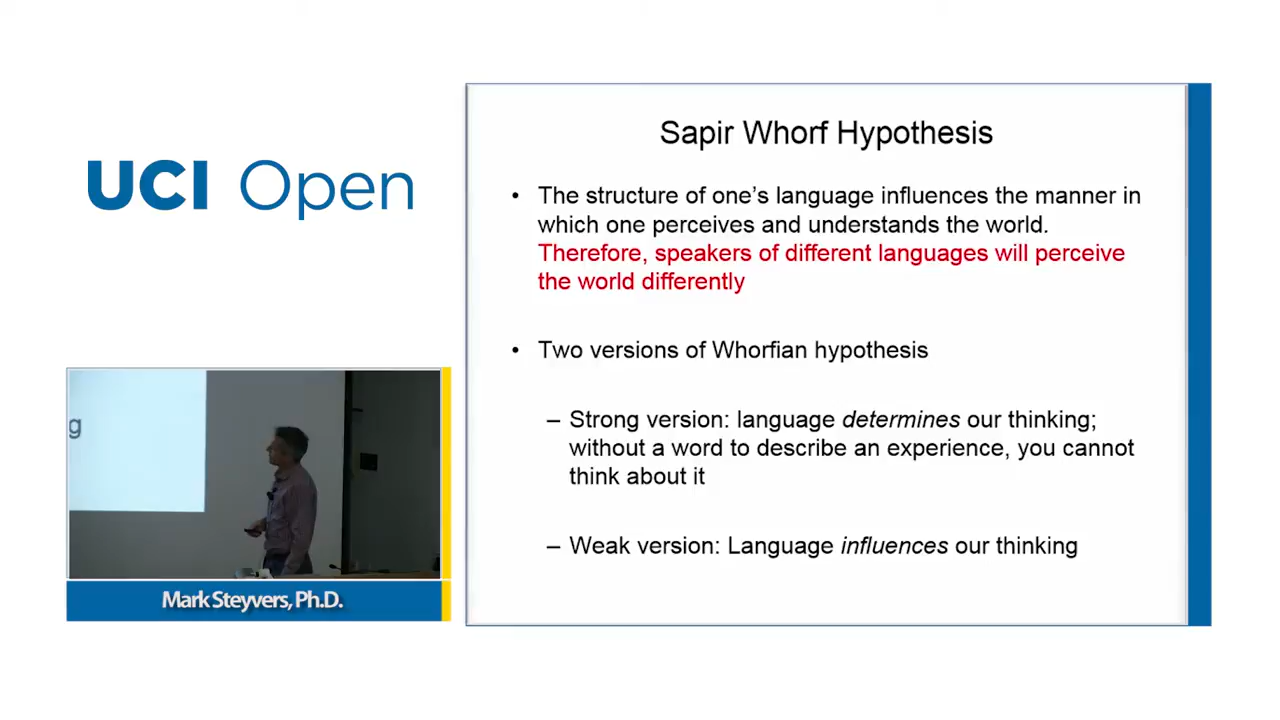 UCI Open
Sapir Whorf Hypothesis
• The structure of one's language influences the manner in
which one perceives and understands the world.
Therefore, speakers of different languages will perceive
the world differently
• Two versions of Whorfian hypothesis
– Strong version: language determines our thinking;
without a word to describe an experience, you cannot
think about it
– Weak version: Language influences our thinking
g
Mark Steyvers, Ph.D.